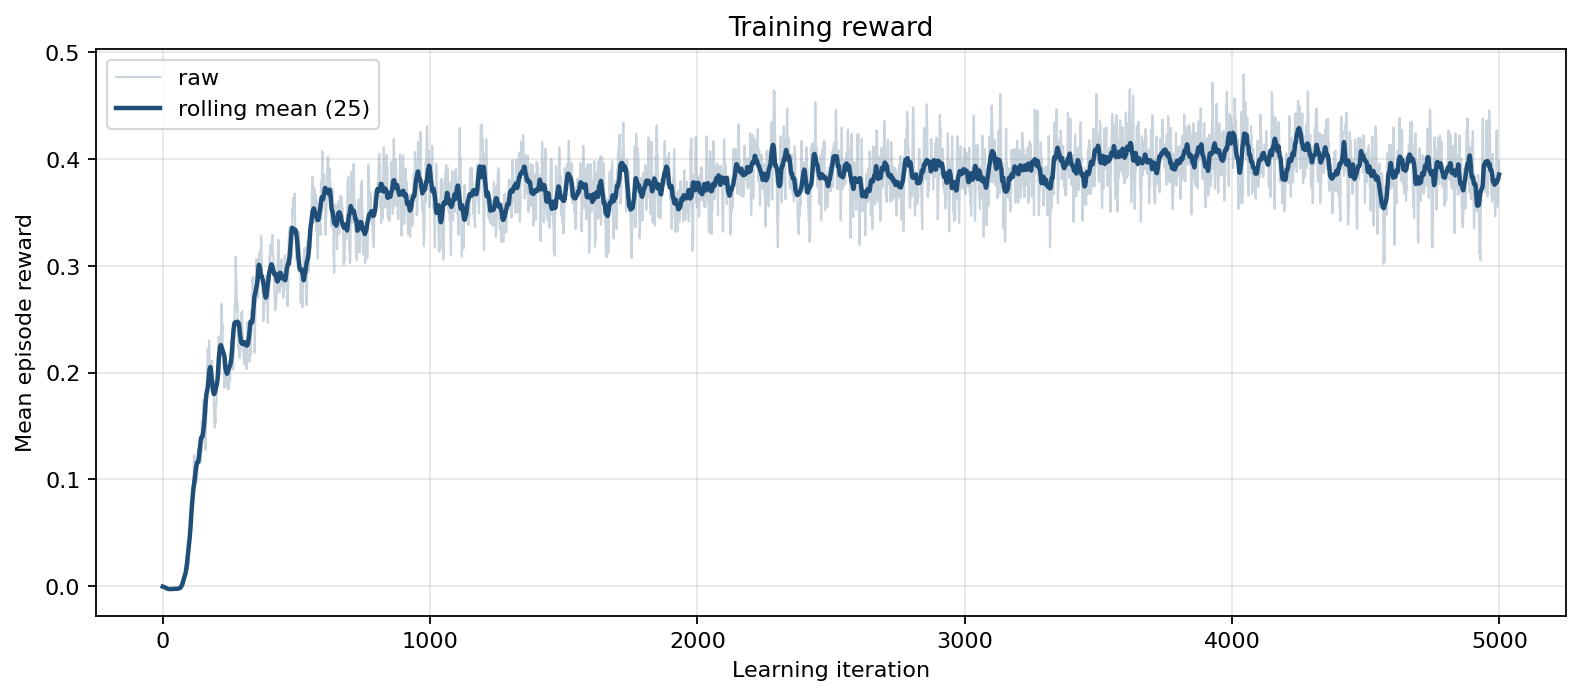 Training reward
raw
rolling mean (25)
Mean episode reward
0.5
0.4
0.3
0.2
0.1
0.0
0 1000 2000 3000 4000 5000
Learning iteration